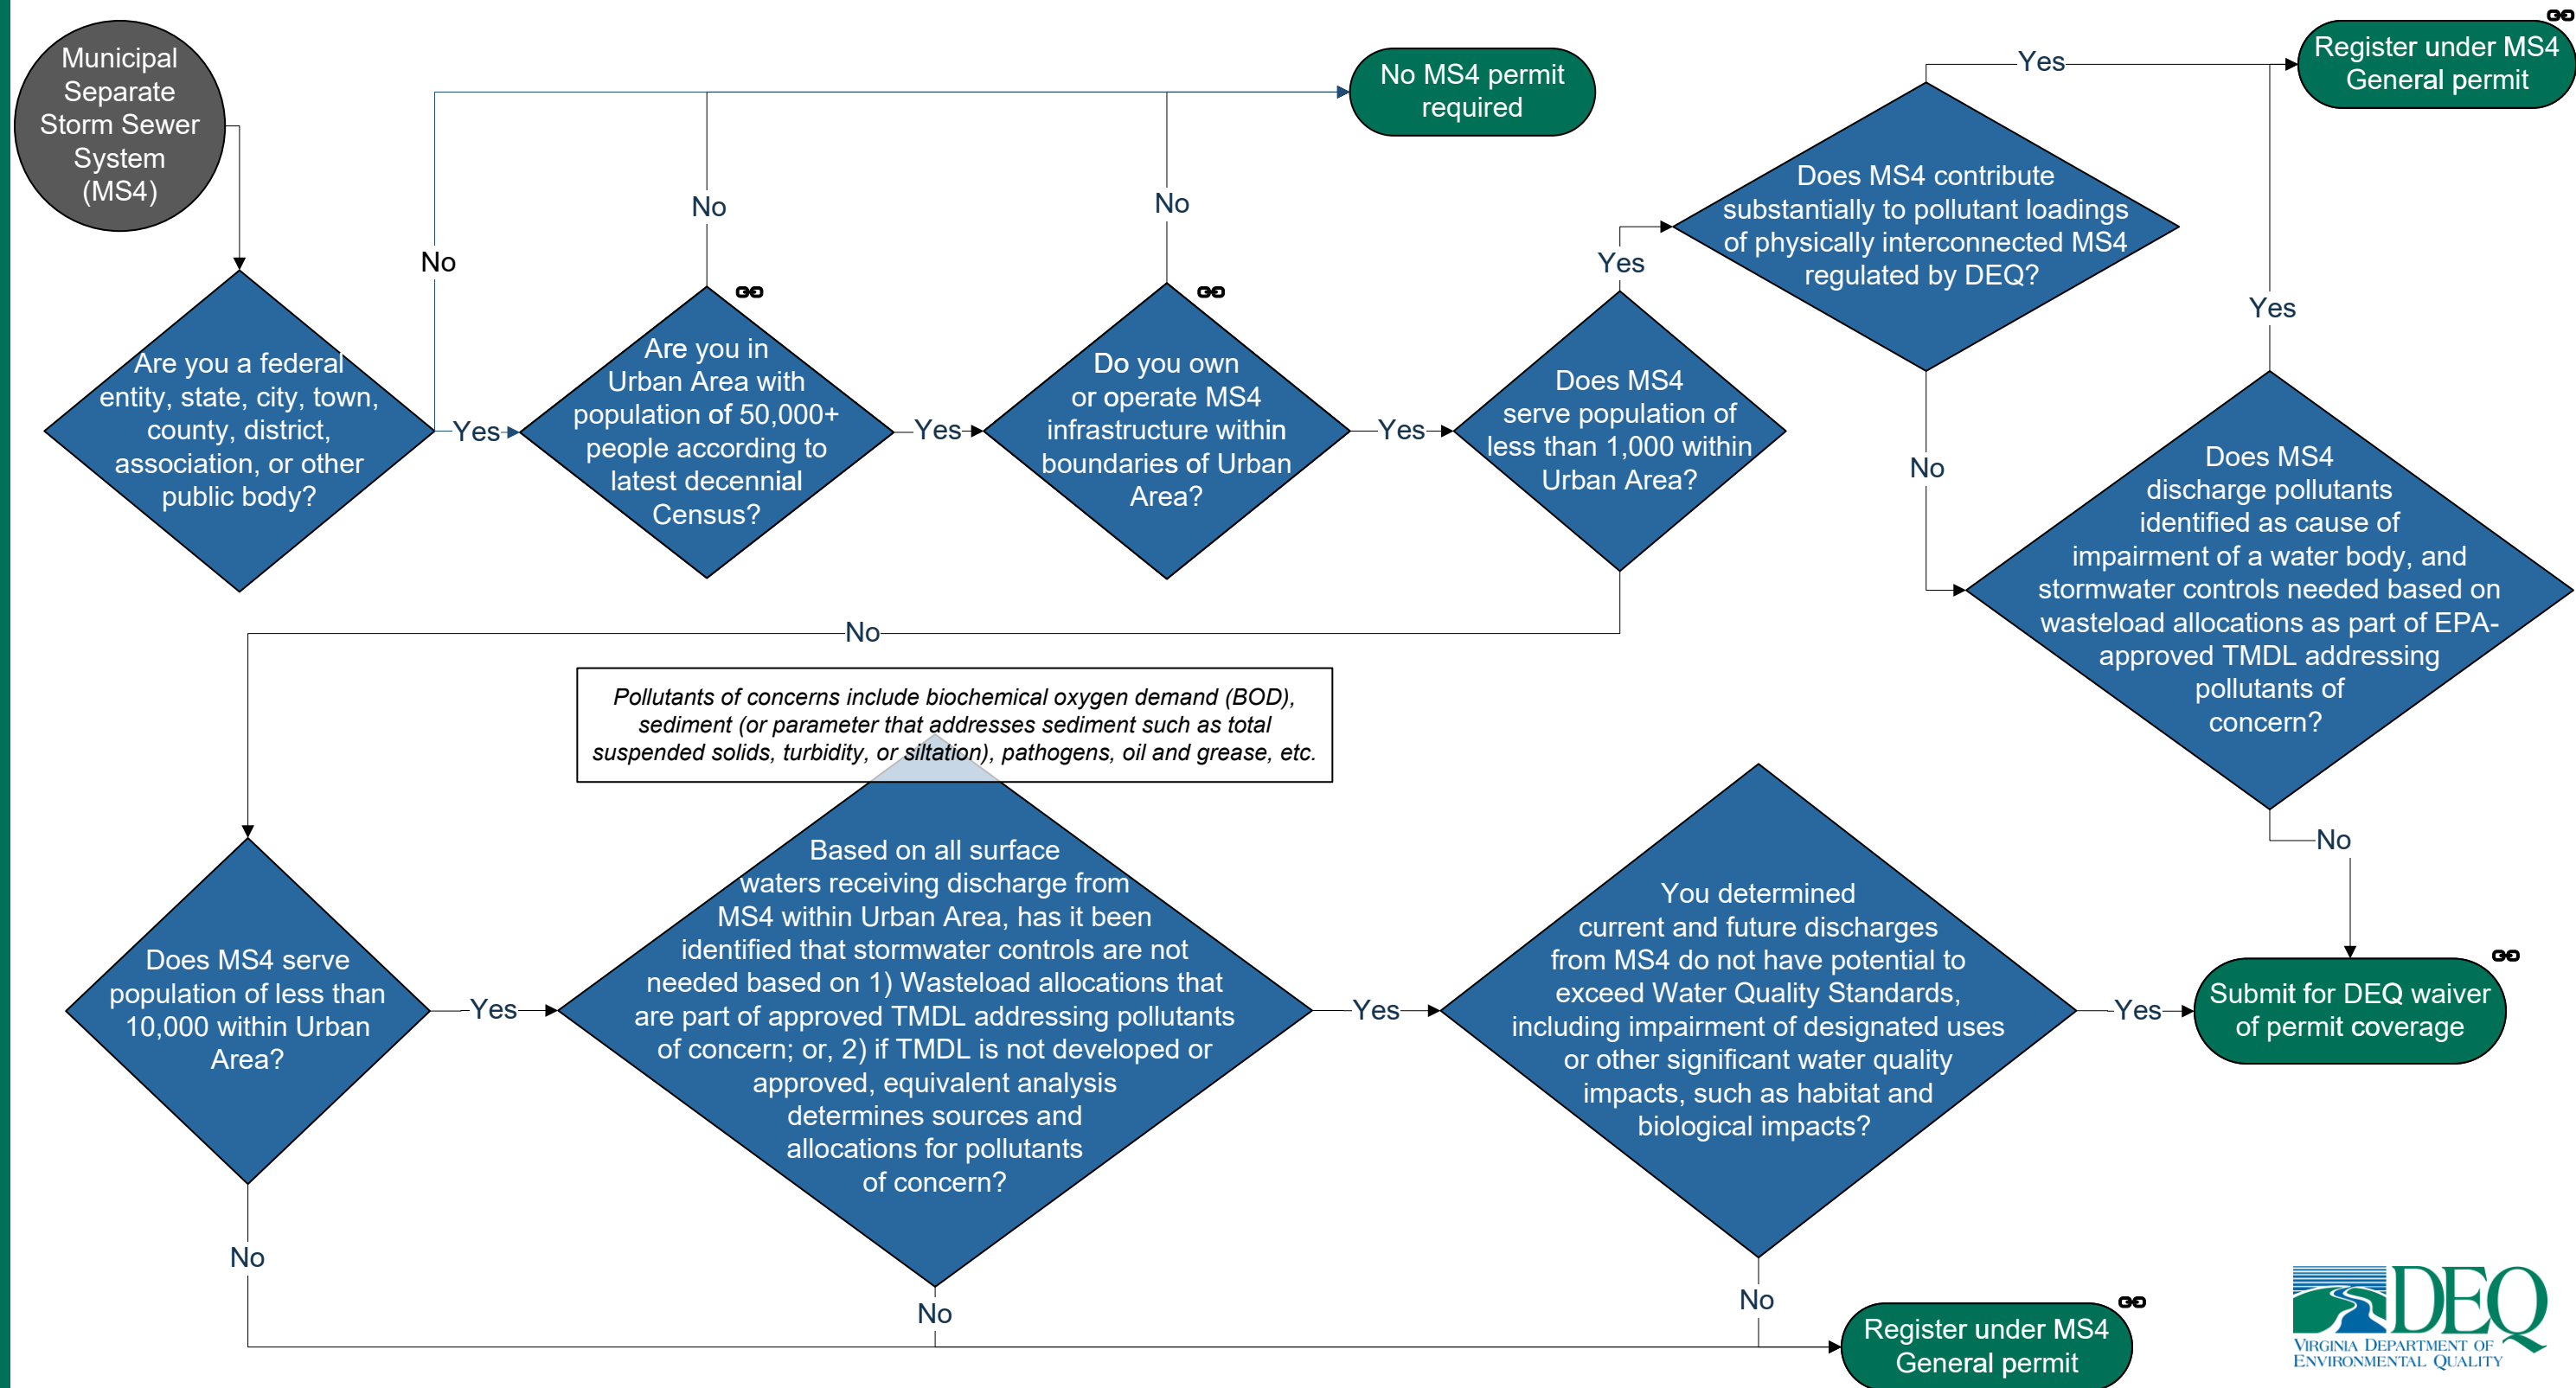 Municipal
Separate
Storm Sewer
System
(MS4)
Are you a federal
entity, state, city, town,
county, district,
association, or other
public body?
No
Yes
Are you in
Urban Area with
population of 50,000+
people according to
latest decennial
Census?
No
Yes
Do you own
or operate MS4
infrastructure within
boundaries of Urban
Area?
No
Yes
No MS4 permit
required
Does MS4
serve population of
less than 1,000 within
Urban Area?
Yes
No
Does MS4 contribute
substantially to pollutant loadings
of physically interconnected MS4
regulated by DEQ?
Yes
No
Register under MS4
General permit
Yes
Does MS4
discharge pollutants
identified as cause of
impairment of a water body, and
stormwater controls needed based on
wasteload allocations as part of EPA-
approved TMDL addressing
pollutants of
concern?
No
Pollutants of concerns include biochemical oxygen demand (BOD),
sediment (or parameter that addresses sediment such as total
suspended solids, turbidity, or siltation), pathogens, oil and grease, etc.
Does MS4 serve
population of less than
10,000 within Urban
Area?
Yes
No
Based on all surface
waters receiving discharge from
MS4 within Urban Area, has it been
identified that stormwater controls are not
needed based on 1) Wasteload allocations that
are part of approved TMDL addressing pollutants
of concern; or, 2) if TMDL is not developed or
approved, equivalent analysis
determines sources and
allocations for pollutants
of concern?
Yes
No
You determined
current and future discharges
from MS4 do not have potential to
exceed Water Quality Standards,
including impairment of designated uses
or other significant water quality
impacts, such as habitat and
biological impacts?
Yes
No
Submit for DEQ waiver
of permit coverage
Register under MS4
General permit
DEQ
VIRGINIA DEPARTMENT OF
ENVIRONMENTAL QUALITY